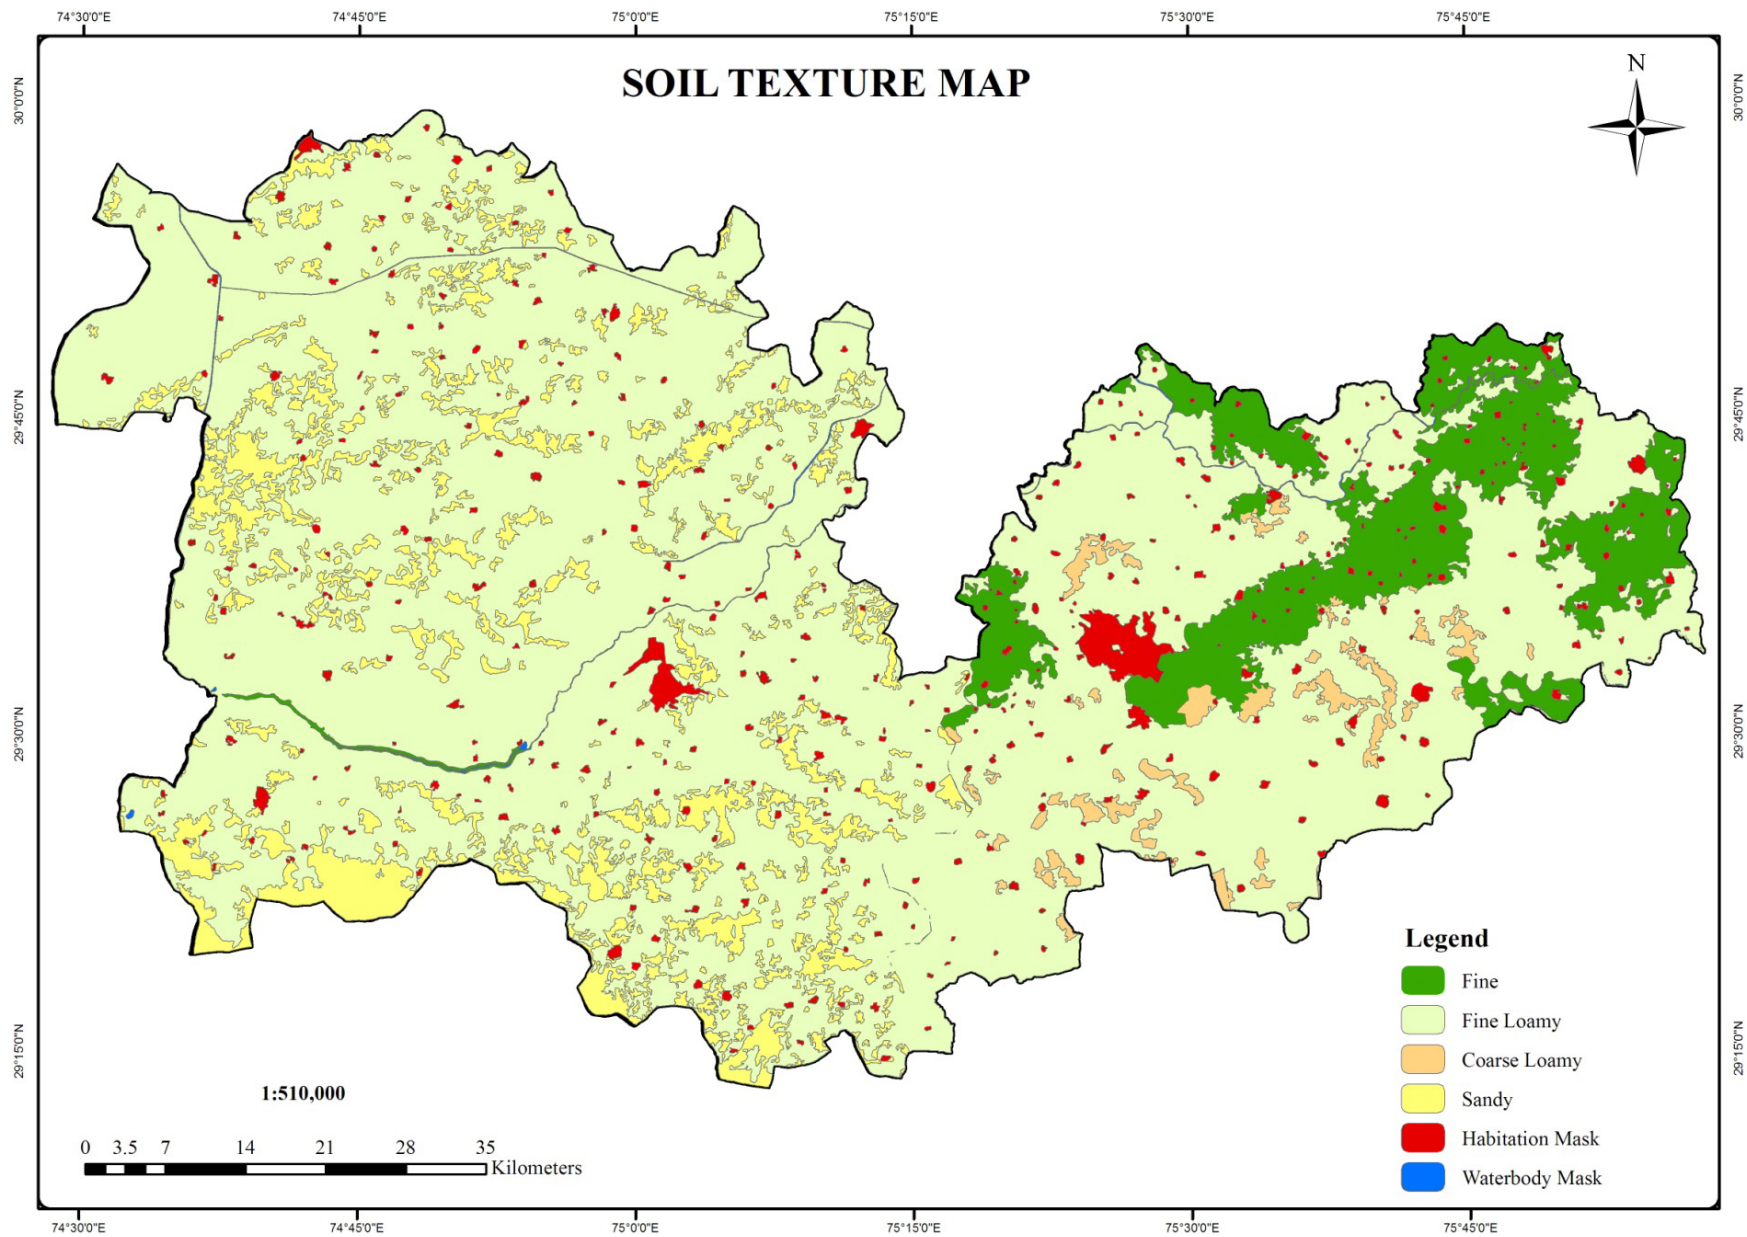 74°30'0"E 74°45'0"E 75°0'0"E 75°15'0"E 75°30'0"E 75°45'0"E
SOIL TEXTURE MAP
N
30°0'0"N 30°0'0"N
29°45'0"N 29°45'0"N
29°30'0"N 29°30'0"N
29°15'0"N 29°15'0"N
Legend
Fine
Fine Loamy
Coarse Loamy
Sandy
Habitation Mask
Waterbody Mask
1:510,000
0 3.5 7 14 21 28 35
Kilometers
74°30'0"E 74°45'0"E 75°0'0"E 75°15'0"E 75°30'0"E 75°45'0"E